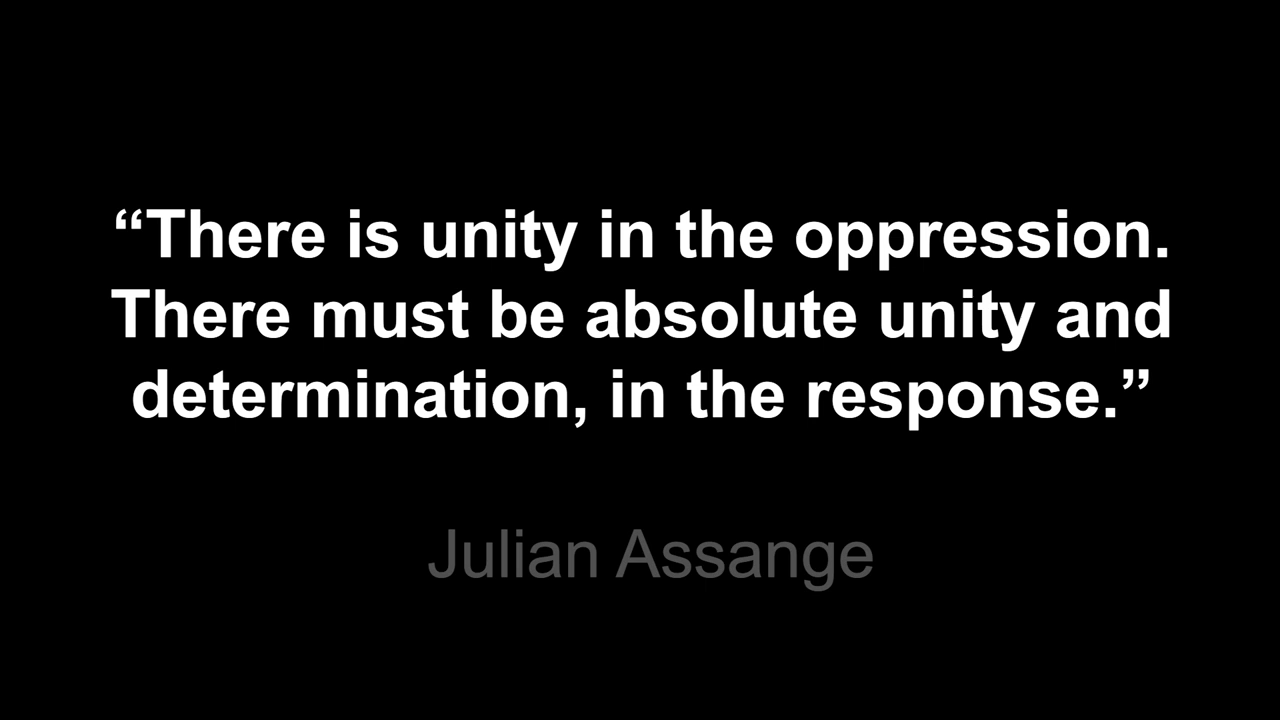 “There is unity in the oppression.
There must be absolute unity and
determination, in the response.”
Julian Assange